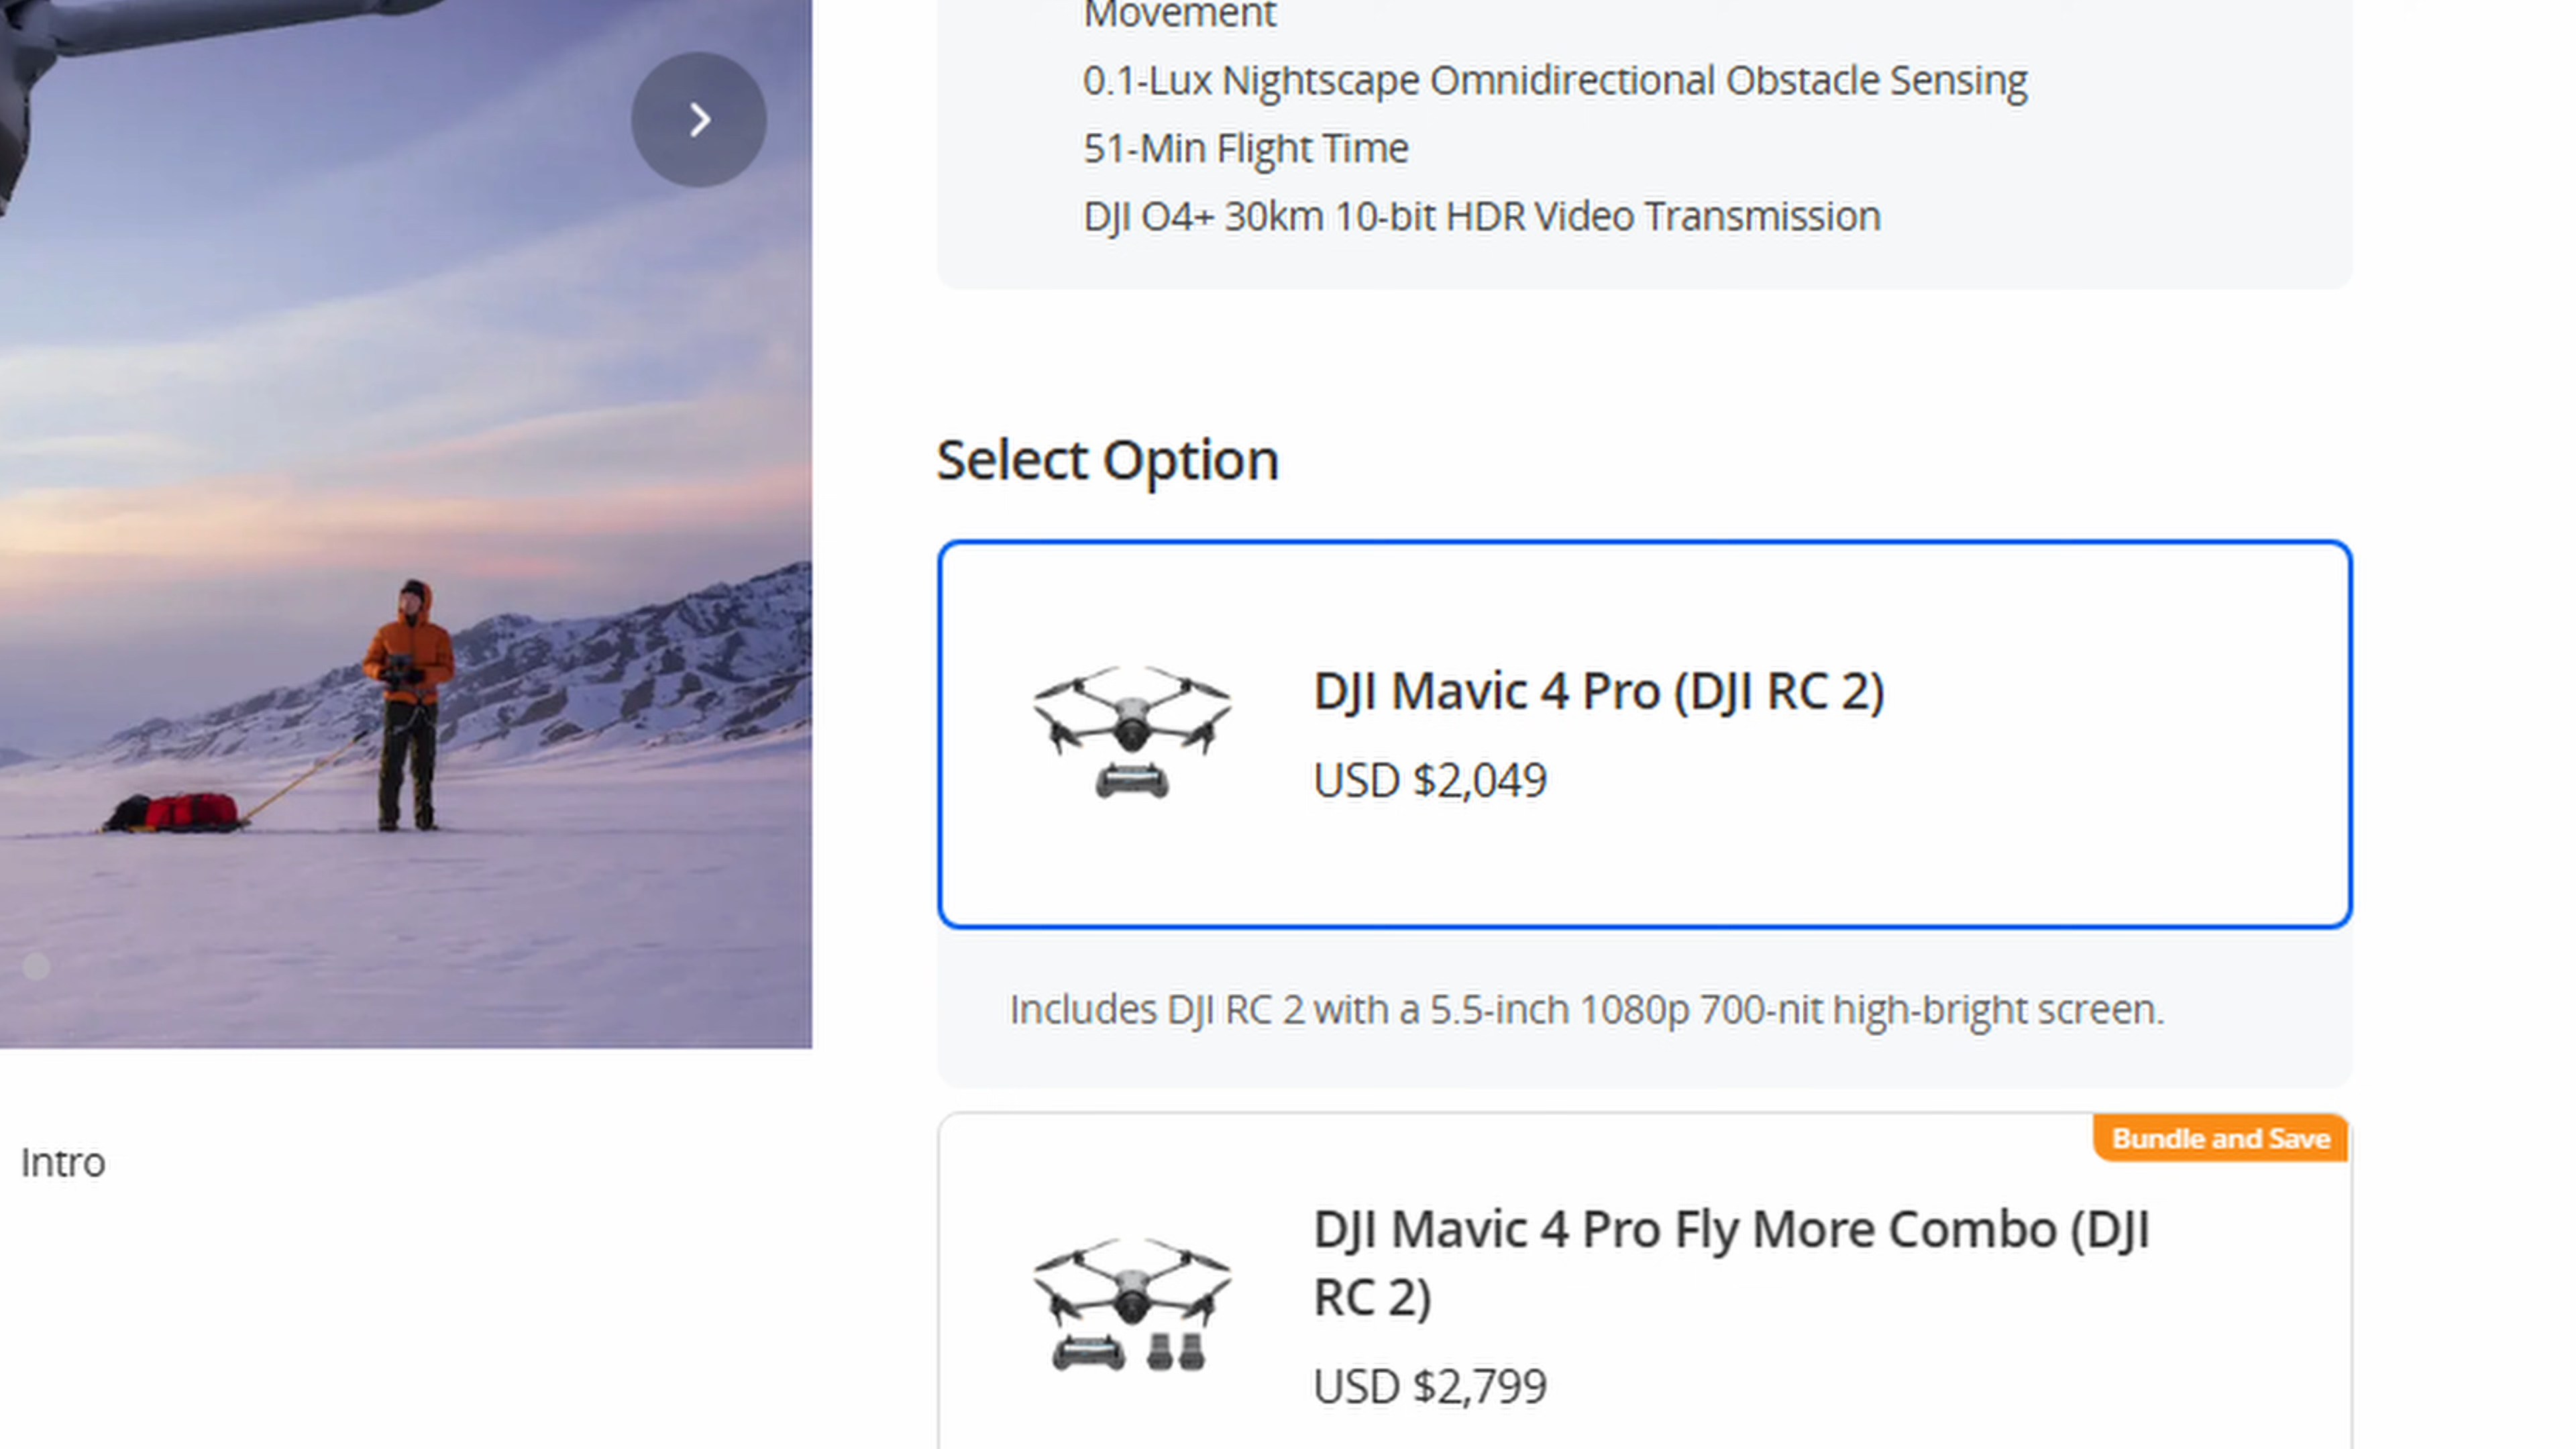 Movement
0.1-Lux Nightscape Omnidirectional Obstacle Sensing
51-Min Flight Time
DJI O4+ 30km 10-bit HDR Video Transmission
Select Option
DJI Mavic 4 Pro (DJI RC 2)
USD $2,049
Includes DJI RC 2 with a 5.5-inch 1080p 700-nit high-bright screen.
Bundle and Save
Intro
DJI Mavic 4 Pro Fly More Combo (DJI
RC 2)
USD $2,799